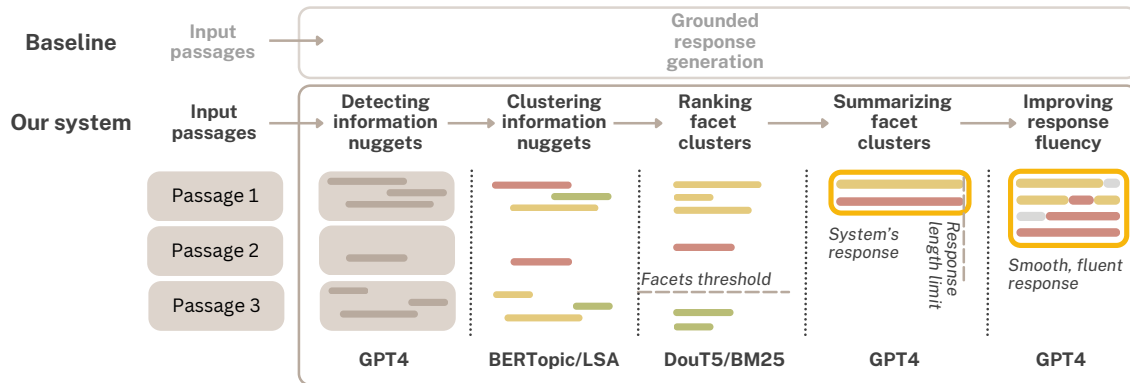 Baseline
Input
passages
Grounded
response
generation
Our system
Input
passages
Detecting
information
nuggets
Clustering
information
nuggets
Ranking
facet
clusters
Summarizing
facet
clusters
Improving
response
fluency
Passage 1
Passage 2
Passage 3
Facets threshold
System's
response
Response
length limit
Smooth, fluent
response
GPT4
BERTopic/LSA
DouT5/BM25
GPT4
GPT4